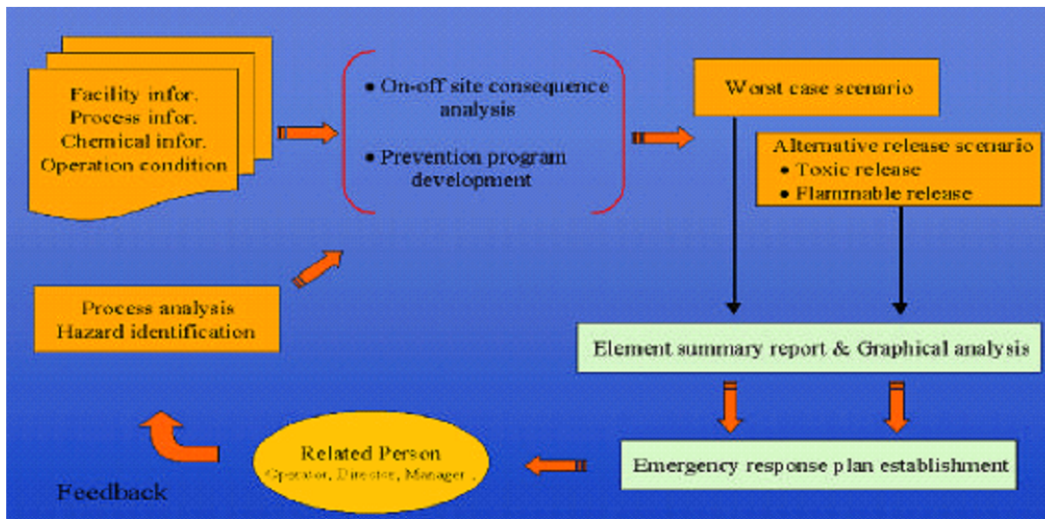 Facility infor.
Process infor.
Chemical infor.
Operation condition
● On-off site consequence
analysis
● Prevention program
development
Worst case scenario
Alternative release scenario
● Toxic release
● Flammable release
Process analysis
Hazard identification
Element summary report & Graphical analysis
Related Person
Operator, Director, Manager..
Emergency response plan establishment
Feedback